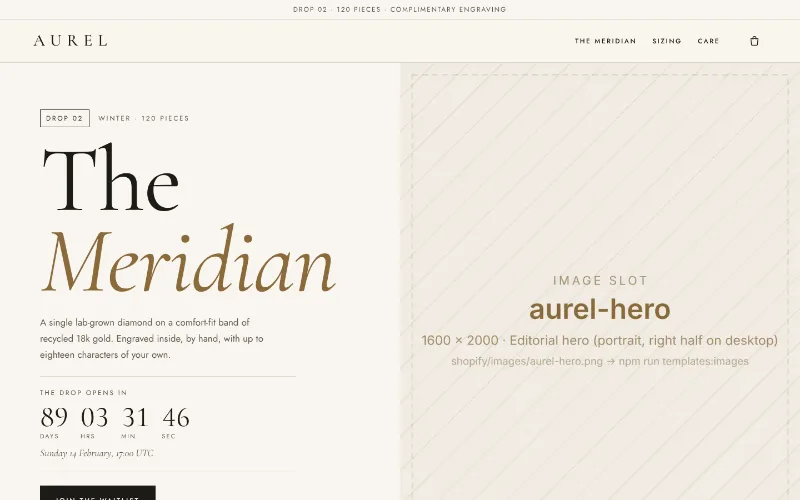 DROP 02 · 120 PIECES · COMPLIMENTARY ENGRAVING
AUREL
THE MERIDIAN SIZING CARE
DROP 02 WINTER · 120 PIECES
The
Meridian
A single lab-grown diamond on a comfort-fit band of
recycled 18k gold. Engraved inside, by hand, with up to
eighteen characters of your own.
THE DROP OPENS IN
89 03 31 46
DAYS HRS MIN SEC
Sunday 14 February, 17:00 UTC
JOIN THE WAITLIST
IMAGE SLOT
aurel-hero
1600 × 2000 · Editorial hero (portrait, right half on desktop)
shopify/images/aurel-hero.png → npm run templates:images